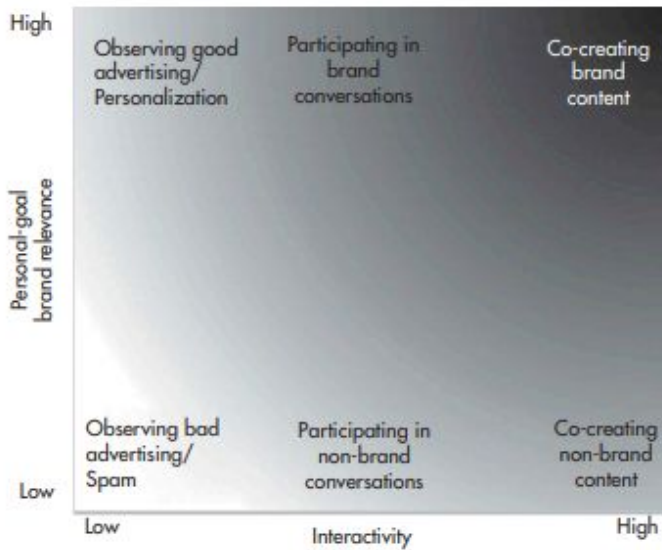 High
Observing good
advertising/
Personalization
Participating in
brand
conversations
Co-creating
brand
content
Personal-goal
brand relevance
Observing bad
advertising/
Spam
Participating in
non-brand
conversations
Co-creating
non-brand
content
Low
Low
Interactivity
High